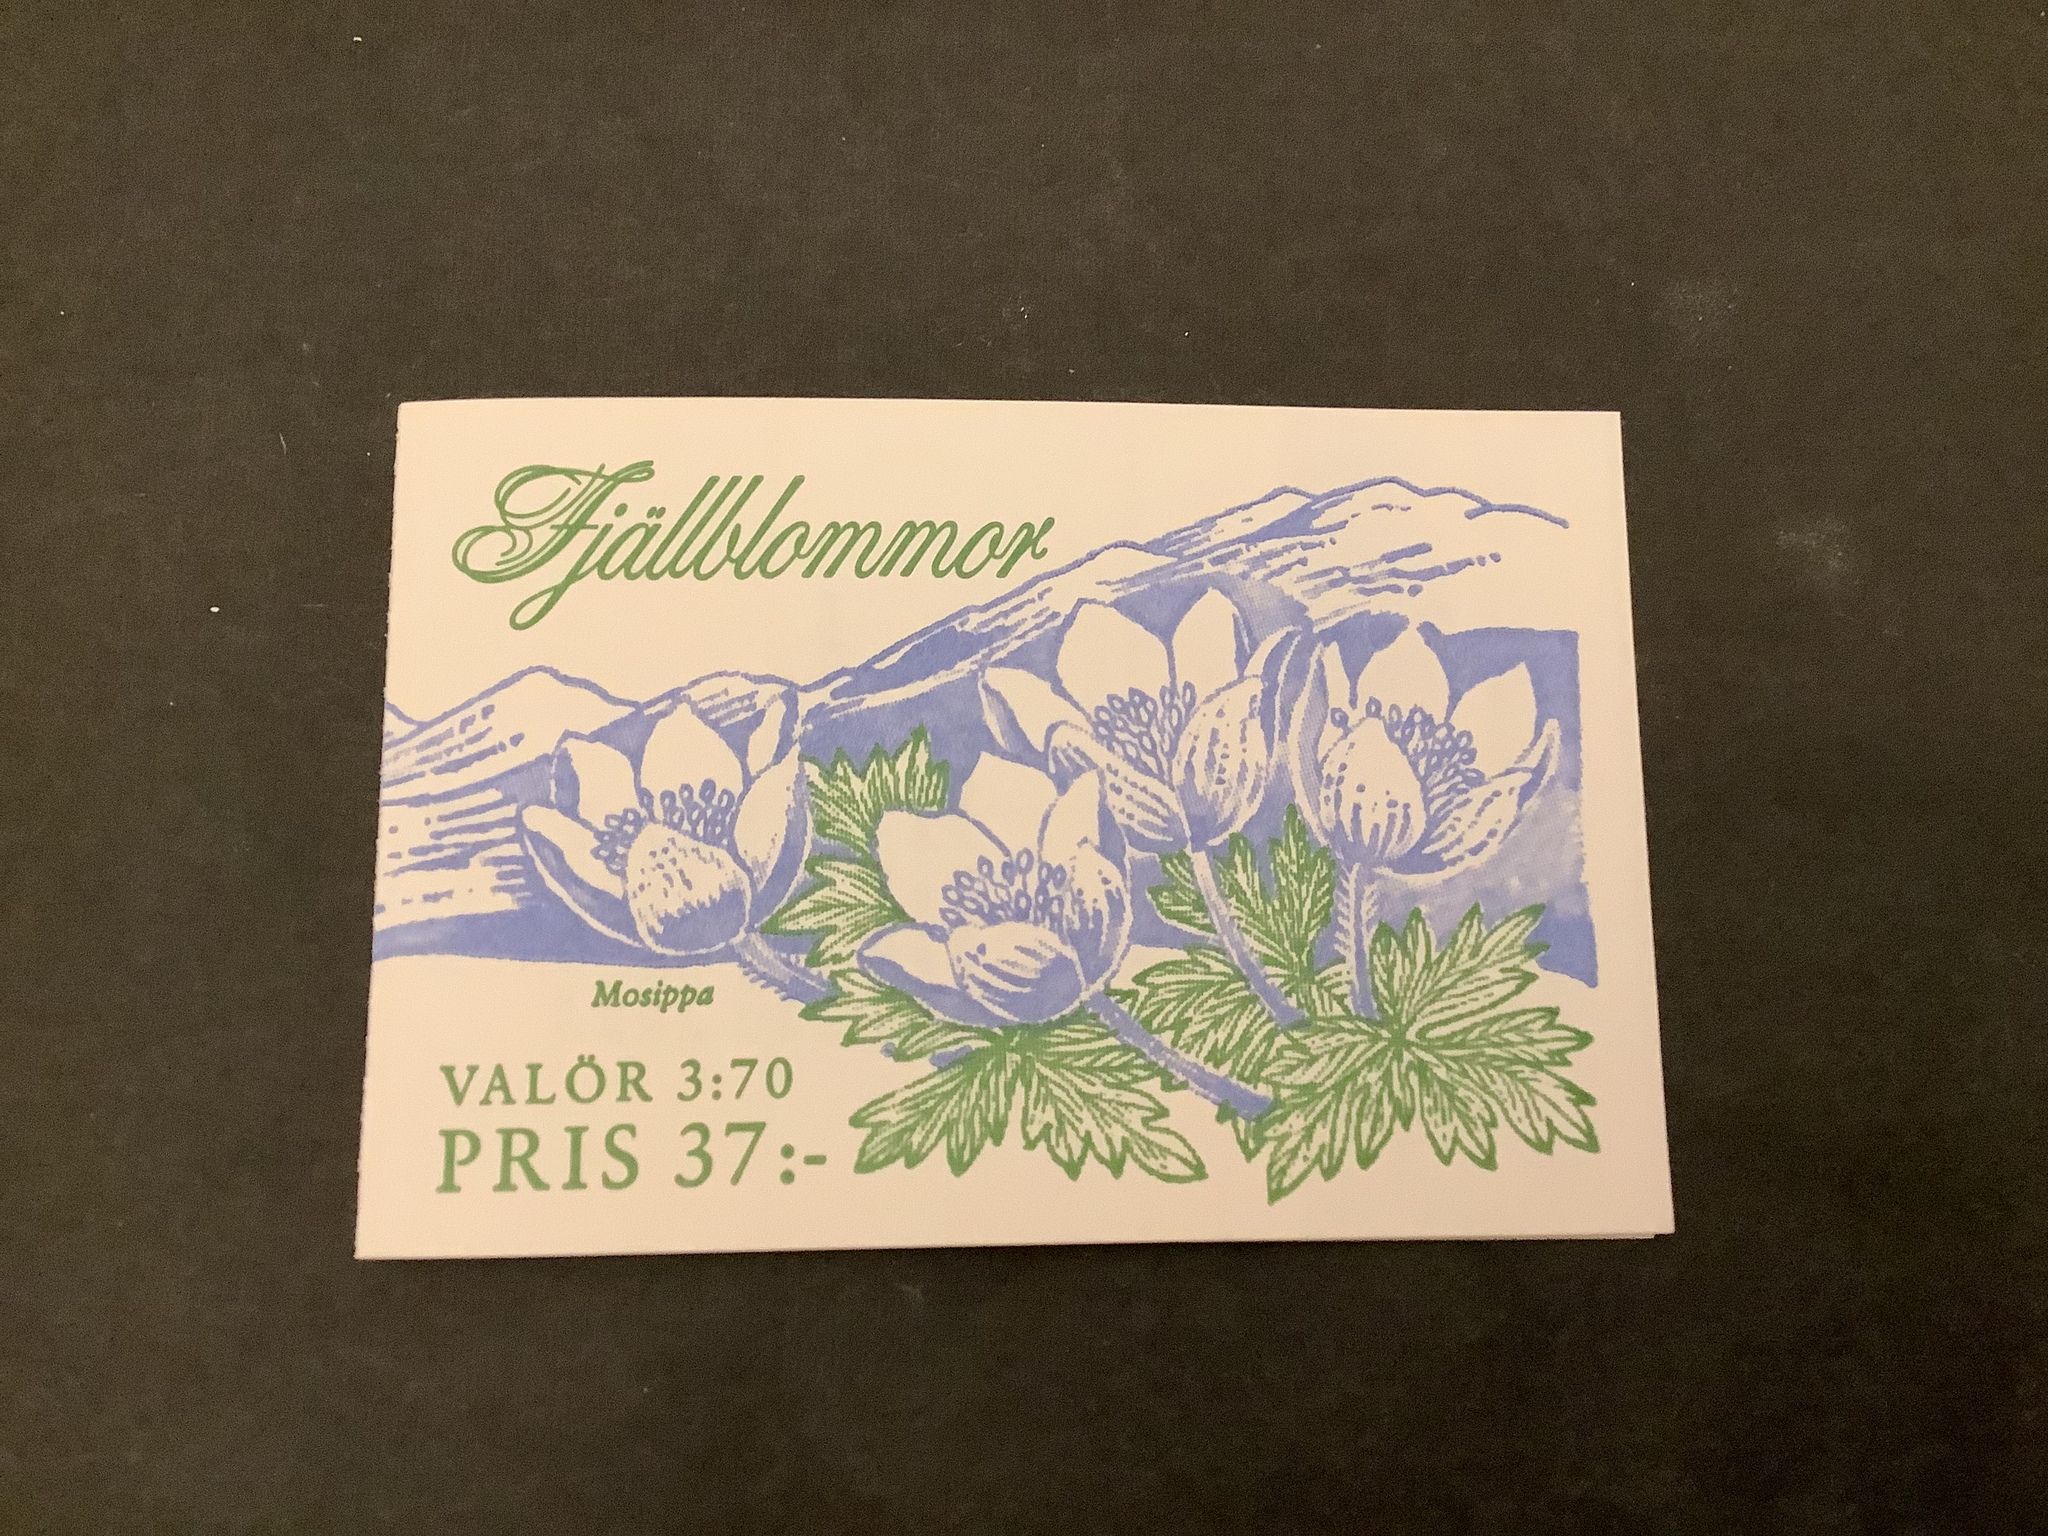 Fjällblommor
Mosippa
VALÖR 3:70
PRIS 37:-